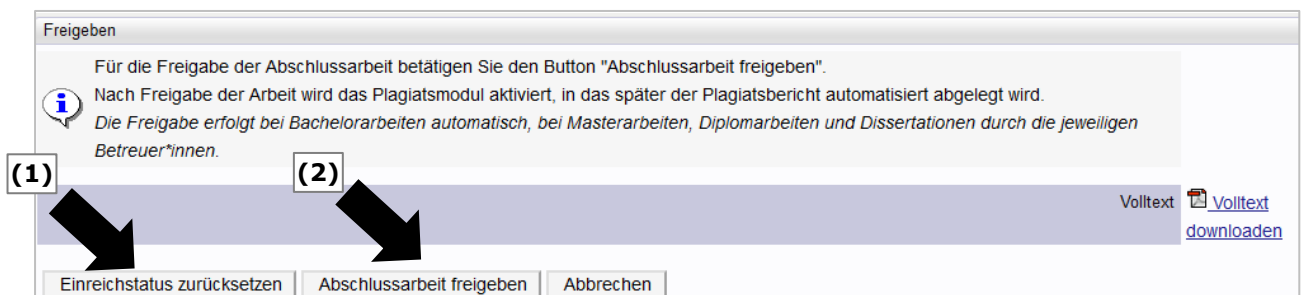 Freigeben
Für die Freigabe der Abschlussarbeit betätigen Sie den Button "Abschlussarbeit freigeben".
Nach Freigabe der Arbeit wird das Plagiatsmodul aktiviert, in das später der Plagiatsbericht automatisiert abgelegt wird.
Die Freigabe erfolgt bei Bachelorarbeiten automatisch, bei Masterarbeiten, Diplomarbeiten und Dissertationen durch die jeweiligen
Betreuer*innen.
(1) (2)
Volltext Volltext
downloaden
Einreichstatus zurücksetzen Abschlussarbeit freigeben Abbrechen